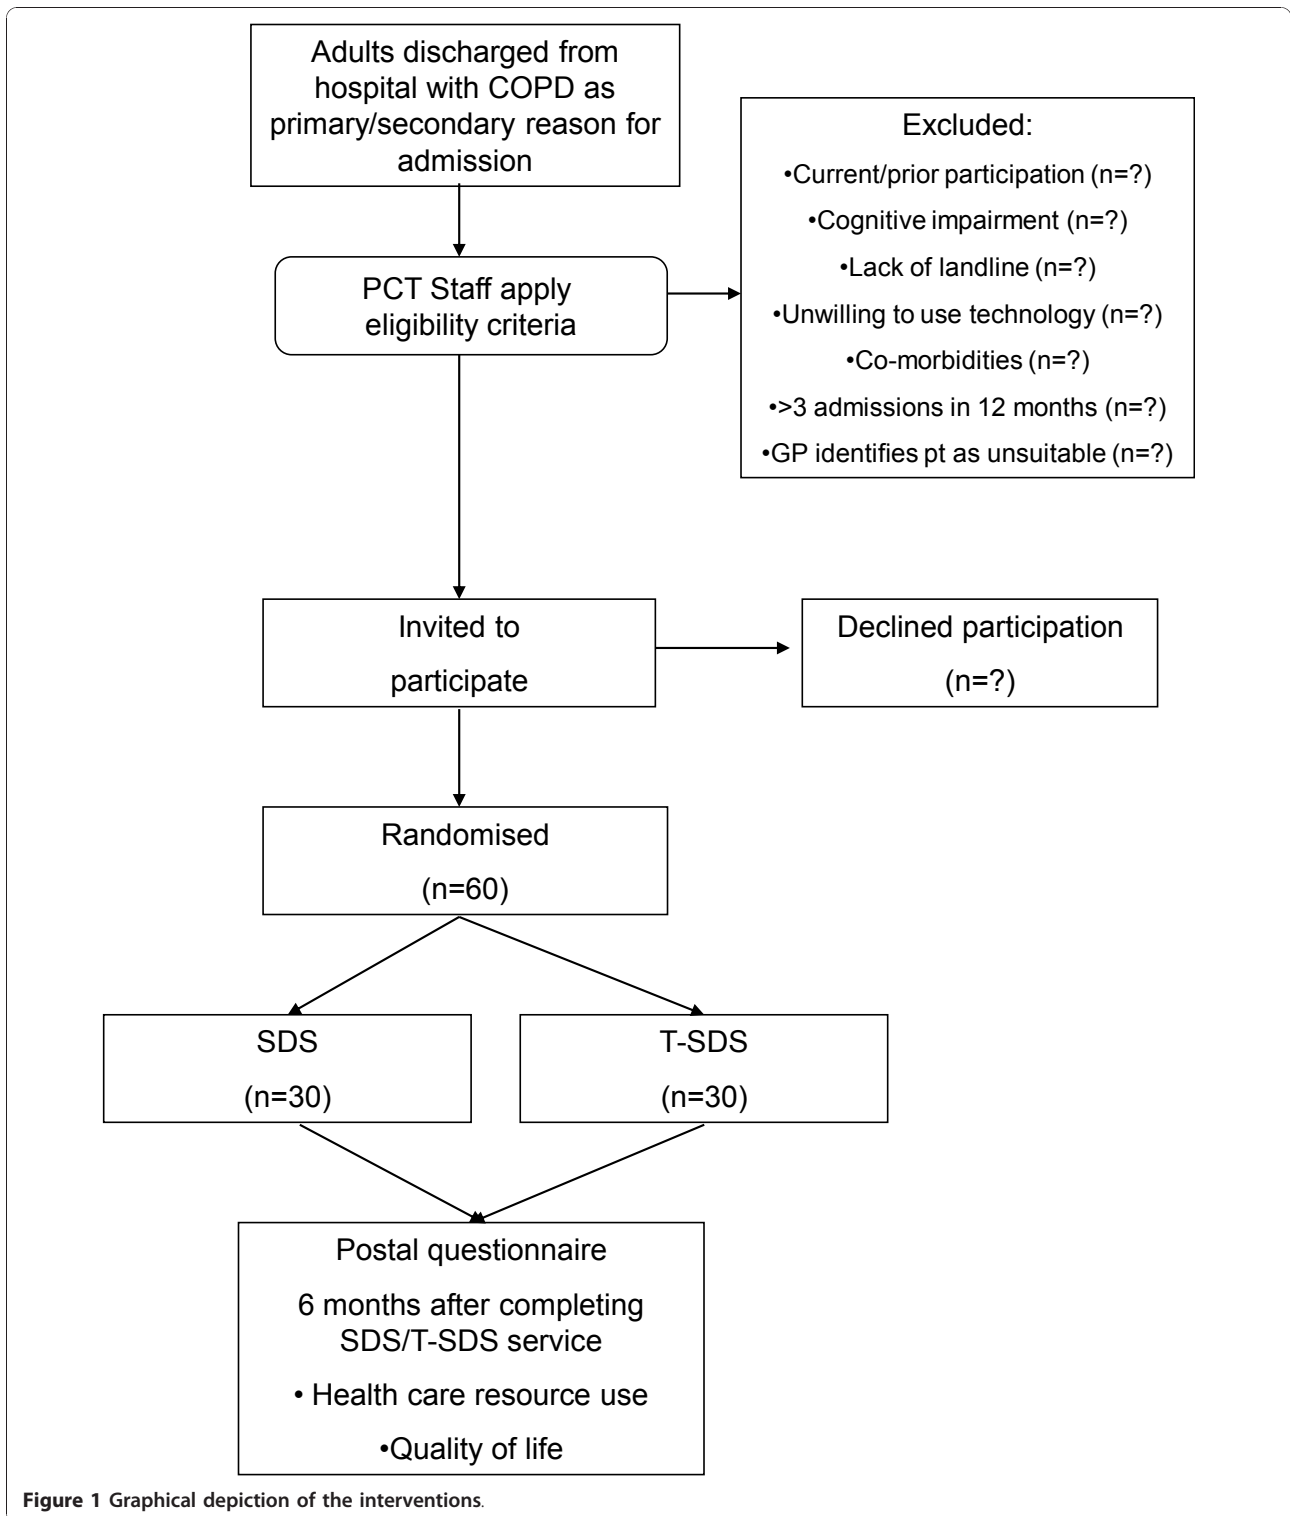 Adults discharged from
hospital with COPD as
primary/secondary reason for
admission
Excluded:
•Current/prior participation (n=?)
•Cognitive impairment (n=?)
•Lack of landline (n=?)
•Unwilling to use technology (n=?)
•Co-morbidities (n=?)
•>3 admissions in 12 months (n=?)
•GP identifies pt as unsuitable (n=?)
PCT Staff apply
eligibility criteria
Invited to
participate
Declined participation
(n=?)
Randomised
(n=60)
SDS
(n=30)
T-SDS
(n=30)
Postal questionnaire
6 months after completing
SDS/T-SDS service
• Health care resource use
•Quality of life
Figure 1 Graphical depiction of the interventions.